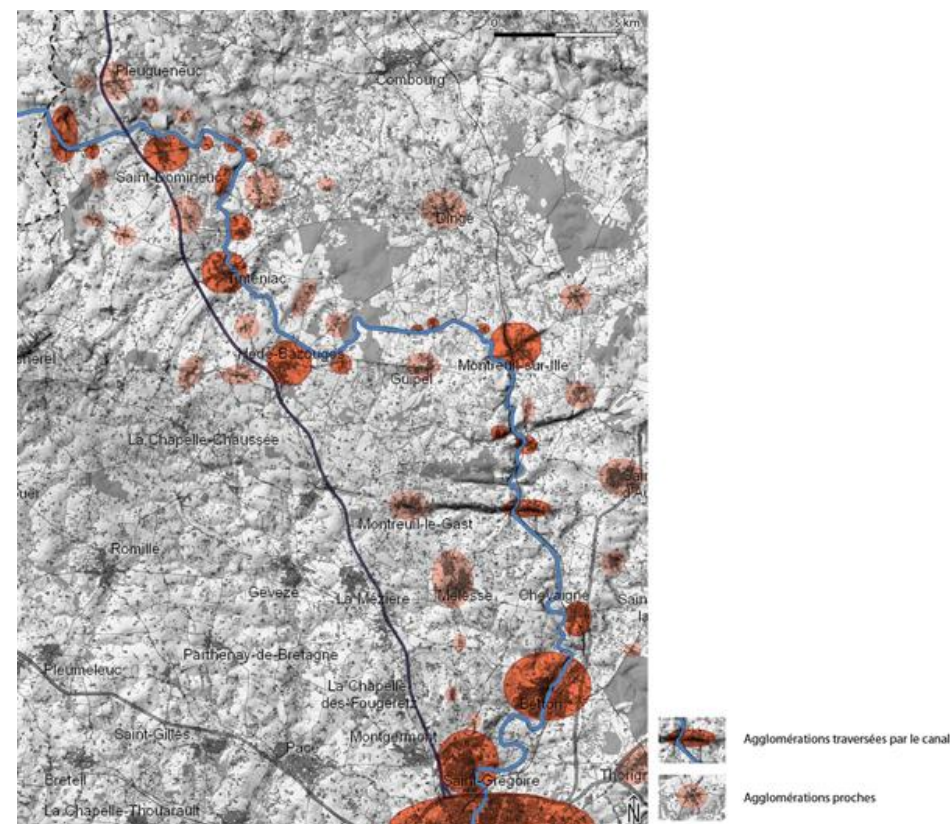 0 5 km
Pleugueneuc
Combourg
Saint-Domineuc
Dingé
Tinténiac
Hédé-Bazouges
Montreuil-sur-Ille
Guipel
La Chapelle-Chaussée
Montreuil-le-Gast
Romillé
Gévezé
La Mézière
Melesse
Chevaigné
Parthenay-de-Bretagne
Pleumeleuc
La Chapelle
des-Fougeretz
Betton
Saint-Gilles
Pacé
Montgermont
Breteil
Saint-Grégoire
Thorign
La Chapelle-Thouarault
N
Agglomérations traversées par le canal
Agglomérations proches